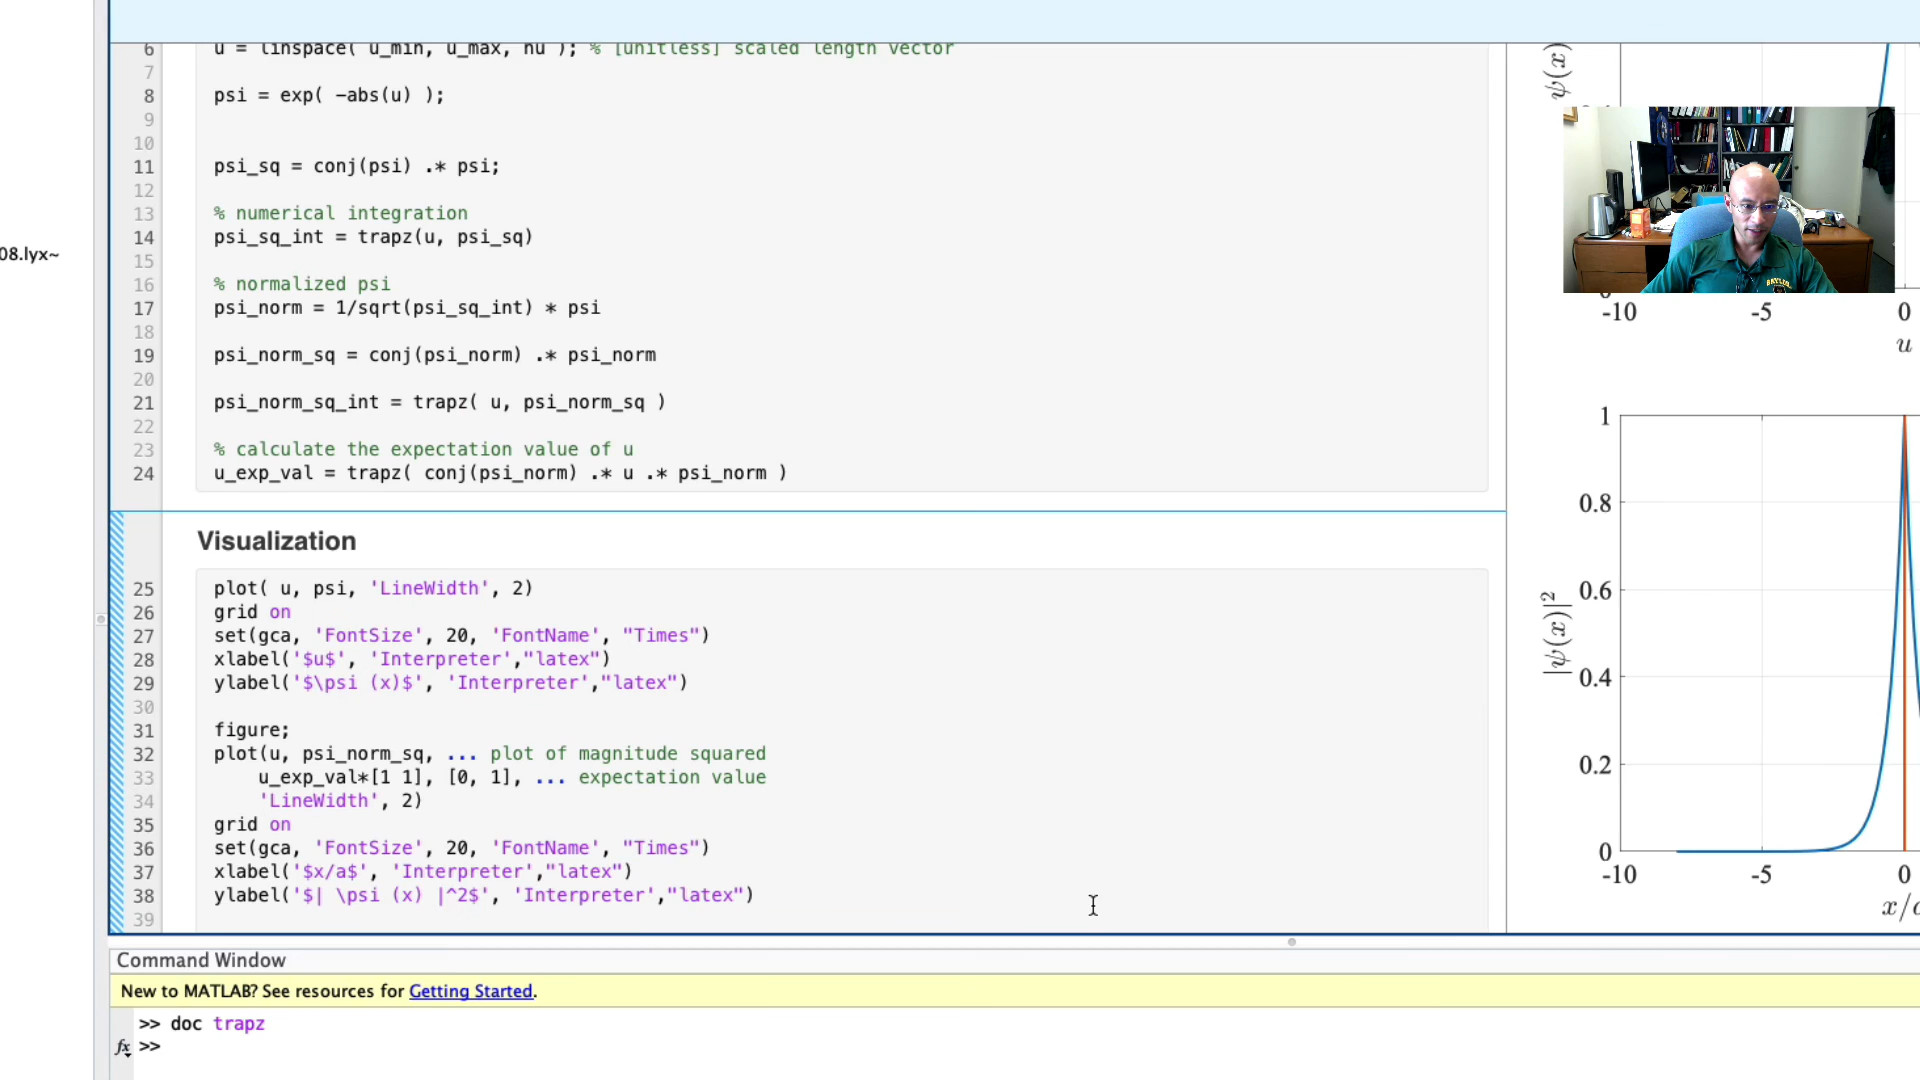 6 u = linspace( u_min, u_max, nu ); % [unitless] scaled length vector
7
8 psi = exp( -abs(u) );
9
10
11 psi_sq = conj(psi) .* psi;
12
13 % numerical integration
14 psi_sq_int = trapz(u, psi_sq)
15
16 % normalized psi
17 psi_norm = 1/sqrt(psi_sq_int) * psi
18
19 psi_norm_sq = conj(psi_norm) .* psi_norm
20
21 psi_norm_sq_int = trapz( u, psi_norm_sq )
22
23 % calculate the expectation value of u
24 u_exp_val = trapz( conj(psi_norm) .* u .* psi_norm )
08.lyx~
Visualization
25 plot( u, psi, 'LineWidth', 2)
26 grid on
27 set(gca, 'FontSize', 20, 'FontName', "Times")
28 xlabel('$u$', 'Interpreter',"latex")
29 ylabel('$\psi (x)$', 'Interpreter',"latex")
30
31 figure;
32 plot(u, psi_norm_sq, ... plot of magnitude squared
33 u_exp_val*[1 1], [0, 1], ... expectation value
34 'LineWidth', 2)
35 grid on
36 set(gca, 'FontSize', 20, 'FontName', "Times")
37 xlabel('$x/a$', 'Interpreter',"latex")
38 ylabel('$| \psi (x) |^2$', 'Interpreter',"latex")
39
Command Window
New to MATLAB? See resources for Getting Started.
>> doc trapz
fx >>
ψ(x)
-10 -5 0
u
1
0.8
0.6
0.4
0.2
0
|ψ(x)|²
-10 -5 0
x/
BAYLOR